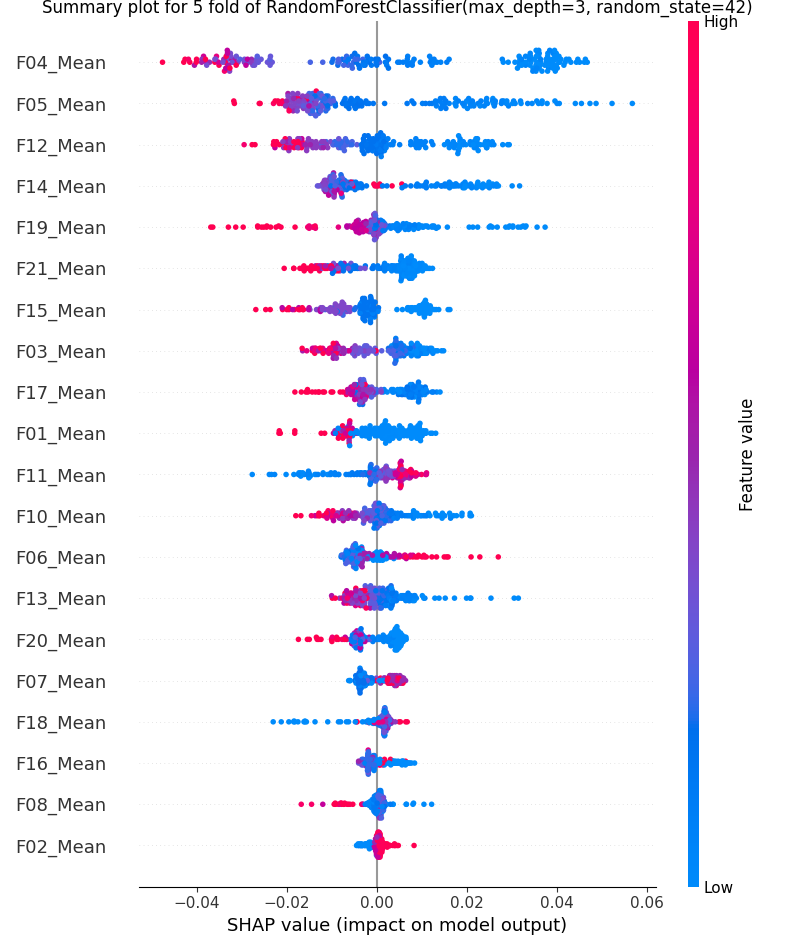 Summary plot for 5 fold of RandomForestClassifier(max_depth=3, random_state=42)
High
F04_Mean
F05_Mean
F12_Mean
F14_Mean
F19_Mean
F21_Mean
F15_Mean
F03_Mean
F17_Mean
F01_Mean
F11_Mean
F10_Mean
F06_Mean
F13_Mean
F20_Mean
F07_Mean
F18_Mean
F16_Mean
F08_Mean
F02_Mean
Feature value
Low
−0.04 −0.02 0.00 0.02 0.04 0.06
SHAP value (impact on model output)